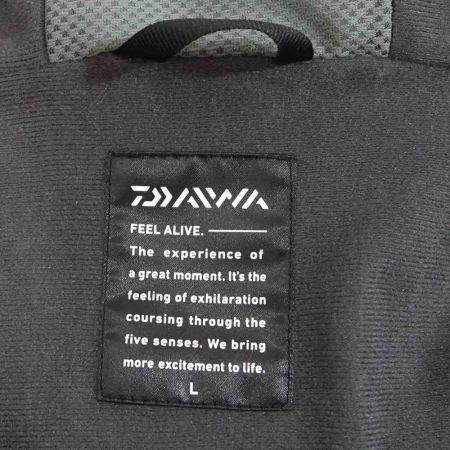 DAIWA
FEEL ALIVE.
The experience of
a great moment. It's the
feeling of exhilaration
coursing through the
five senses. We bring
more excitement to life.
L